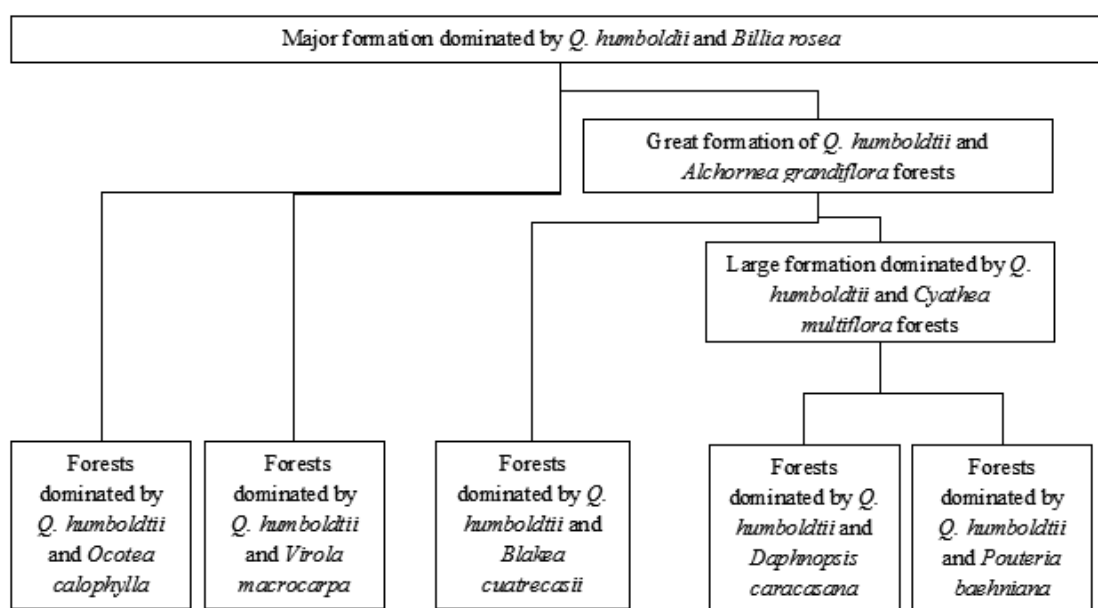 Major formation dominated by Q. humboldii and Billia rosea
Great formation of Q. humboldtii and
Alchornea grandiflora forests
Large formation dominated by Q.
humboldtii and Cyathea
multiflora forests
Forests
dominated by
Q. humboldtii
and Ocotea
calophylla
Forests
dominated by
Q. humboldtii
and Virola
macrocarpa
Forests
dominated by Q.
humboldtii and
Blakea
cuatrecasii
Forests
dominated by Q.
humboldtii and
Daphnopsis
caracasana
Forests
dominated by
Q. humboldtii
and Pouteria
baehniana